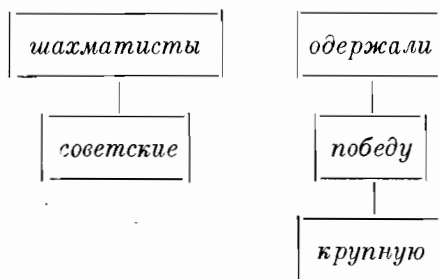 шахматисты одержали
советские победу
крупную